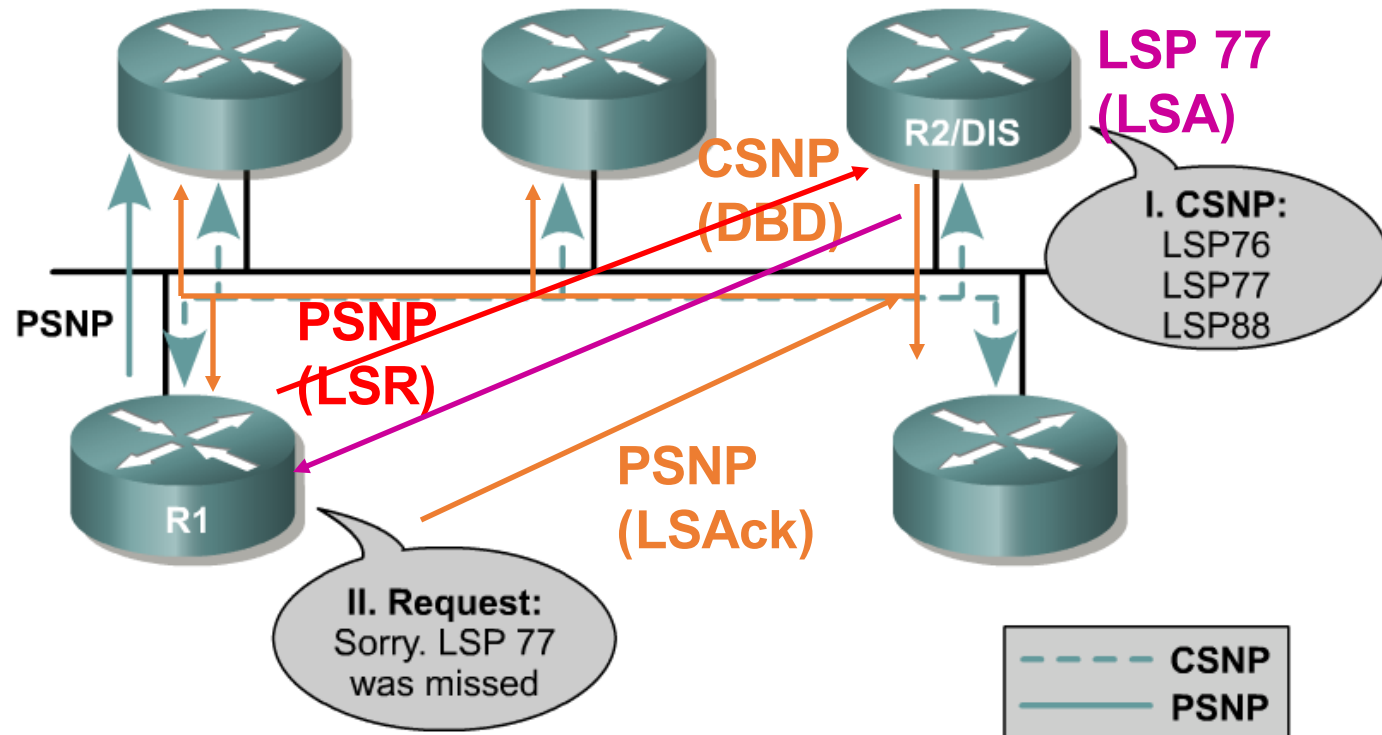 LSP 77
(LSA)
R2/DIS
CSNP
(DBD)
I. CSNP:
LSP76
LSP77
LSP88
PSNP
PSNP
(LSR)
PSNP
(LSAck)
R1
II. Request:
Sorry. LSP 77
was missed
CSNP
PSNP